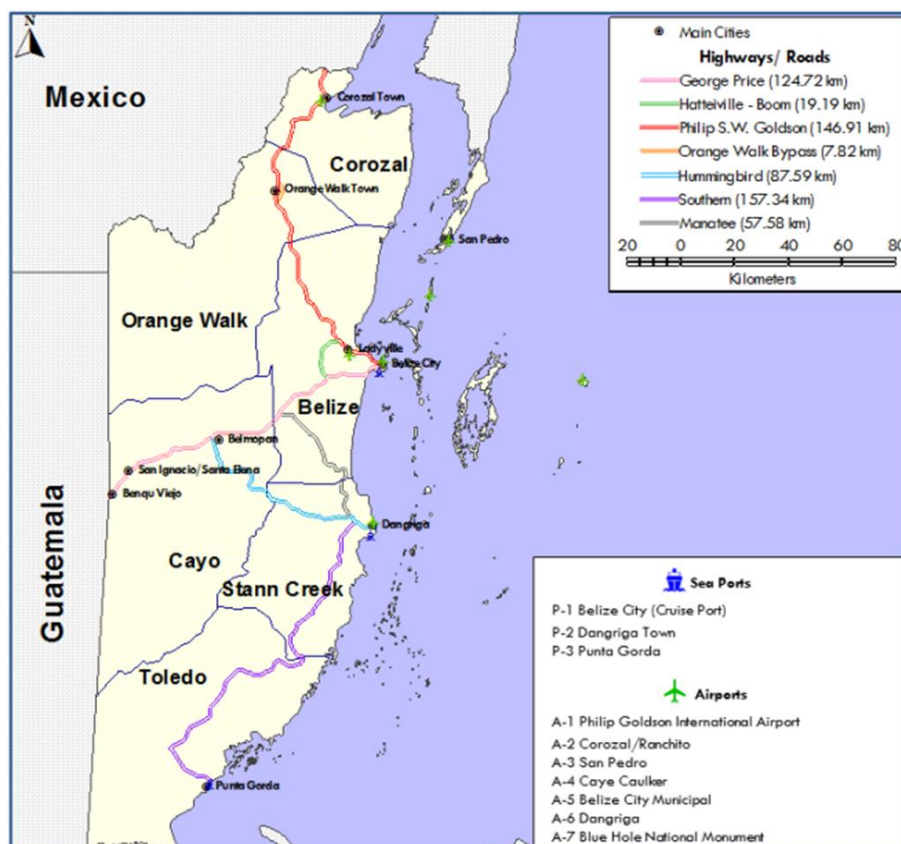 N
Mexico
Corozal Town
Corozal
Orange Walk Town
San Pedro
Orange Walk
Ladyville
Belize City
Belize
Belmopan
San Ignacio/Santa Elena
Benqu Viejo
Dangriga
Guatemala
Cayo
Stann Creek
Toledo
Punta Gorda
Main Cities
Highways/ Roads
George Price (124.72 km)
Hatteiville - Boom (19.19 km)
Philip S.W. Goldson (146.91 km)
Orange Walk Bypass (7.82 km)
Hummingbird (87.59 km)
Southern (157.34 km)
Manatee (57.58 km)
20 0 20 40 60 80
Kilometers
Sea Ports
P-1 Belize City (Cruise Port)
P-2 Dangriga Town
P-3 Punta Gorda
Airports
A-1 Philip Goldson International Airport
A-2 Corozal/Ranchito
A-3 San Pedro
A-4 Caye Caulker
A-5 Belize City Municipal
A-6 Dangriga
A-7 Blue Hole National Monument